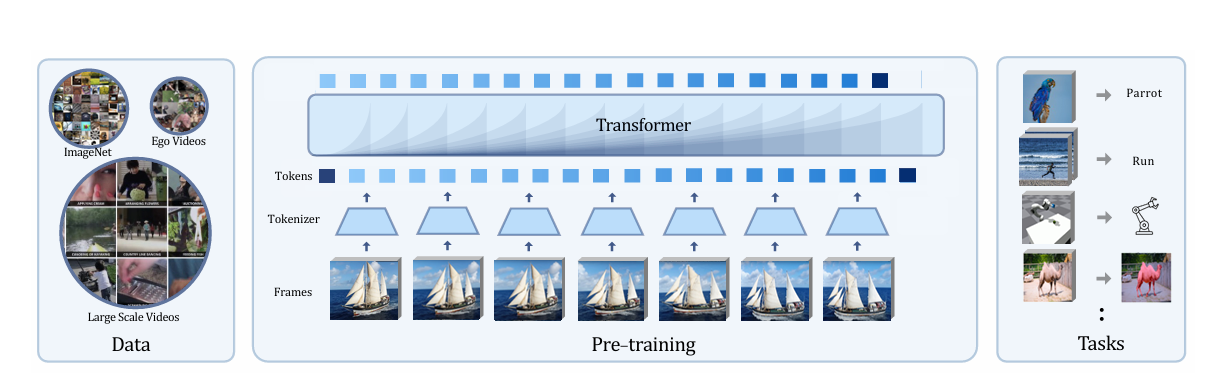 ImageNet
Ego Videos
Large Scale Videos
Data
Transformer
Tokens
Tokenizer
Frames
Pre–training
Parrot
Run
:
Tasks